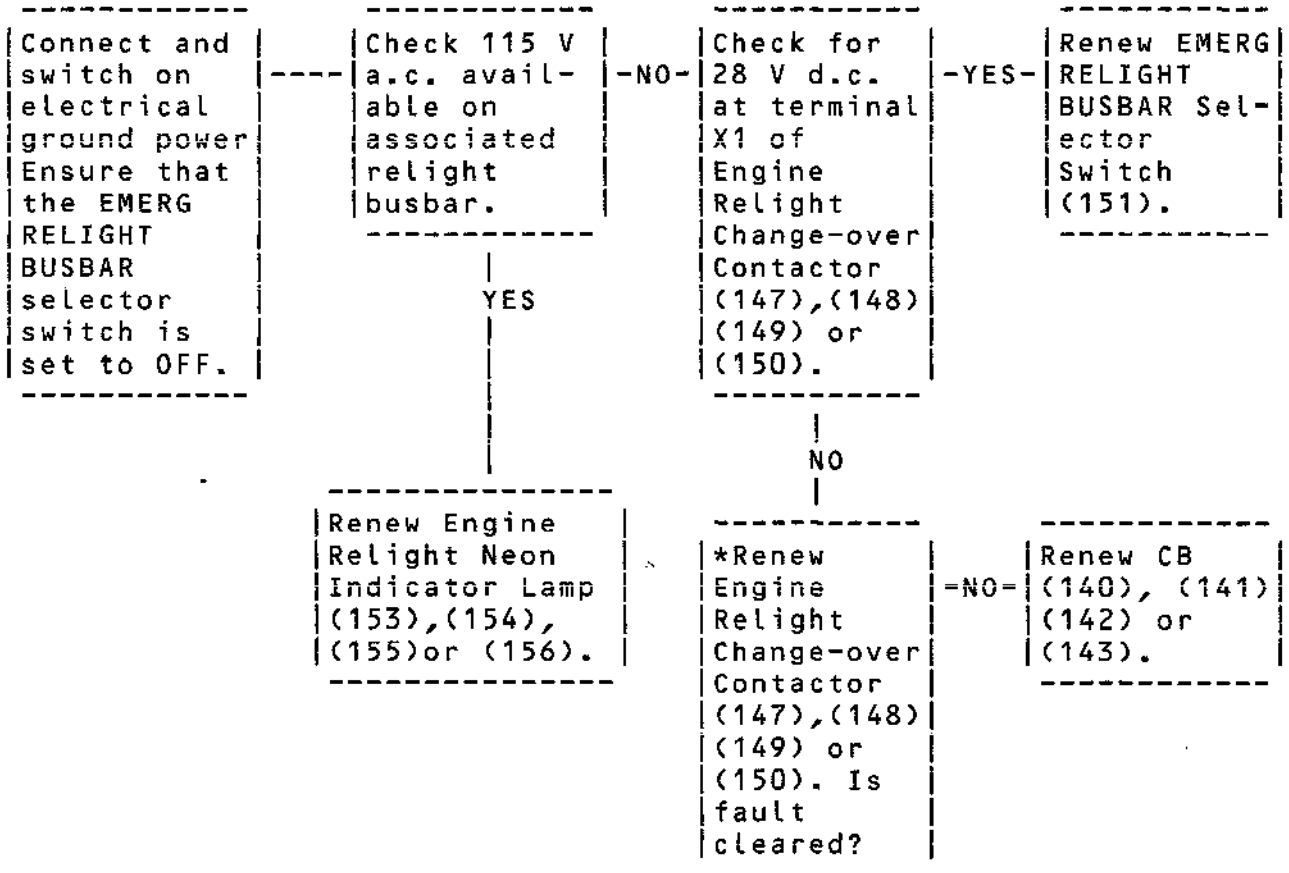 Connect and
switch on
electrical
ground power
Ensure that
the EMERG
RELIGHT
BUSBAR
selector
switch is
set to OFF.
Check 115 V
a.c. avail-
able on
associated
relight
busbar.
-NO-
Check for
28 V d.c.
at terminal
X1 of
Engine
Relight
Change-over
Contactor
(147),(148)
(149) or
(150).
-YES-
Renew EMERG
RELIGHT
BUSBAR Sel-
ector
Switch
(151).
YES
NO
Renew Engine
Relight Neon
Indicator Lamp
(153),(154),
(155)or (156).
*Renew
Engine
Relight
Change-over
Contactor
(147),(148)
(149) or
(150). Is
fault
cleared?
=NO=
Renew CB
(140), (141)
(142) or
(143).